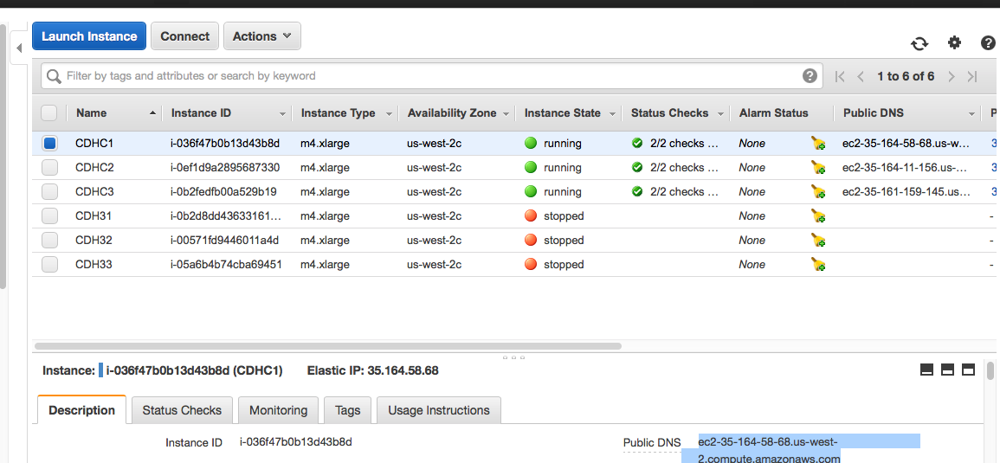 Launch Instance Connect Actions
Filter by tags and attributes or search by keyword ? 1 to 6 of 6
Name Instance ID Instance Type Availability Zone Instance State Status Checks Alarm Status Public DNS P
CDHC1 i-036f47b0b13d43b8d m4.xlarge us-west-2c running 2/2 checks ... None ec2-35-164-58-68.us-w... 3
CDHC2 i-0ef1d9a2895687330 m4.xlarge us-west-2c running 2/2 checks ... None ec2-35-164-11-156.us-... 3
CDHC3 i-0b2fedfb00a529b19 m4.xlarge us-west-2c running 2/2 checks ... None ec2-35-161-159-145.us... 3
CDH31 i-0b2d8dd43633161... m4.xlarge us-west-2c stopped None -
CDH32 i-00571fd9446011a4d m4.xlarge us-west-2c stopped None -
CDH33 i-05a6b4b74cba69451 m4.xlarge us-west-2c stopped None -
Instance: i-036f47b0b13d43b8d (CDHC1) Elastic IP: 35.164.58.68
Description Status Checks Monitoring Tags Usage Instructions
Instance ID i-036f47b0b13d43b8d Public DNS ec2-35-164-58-68.us-west-
2.compute.amazonaws.com